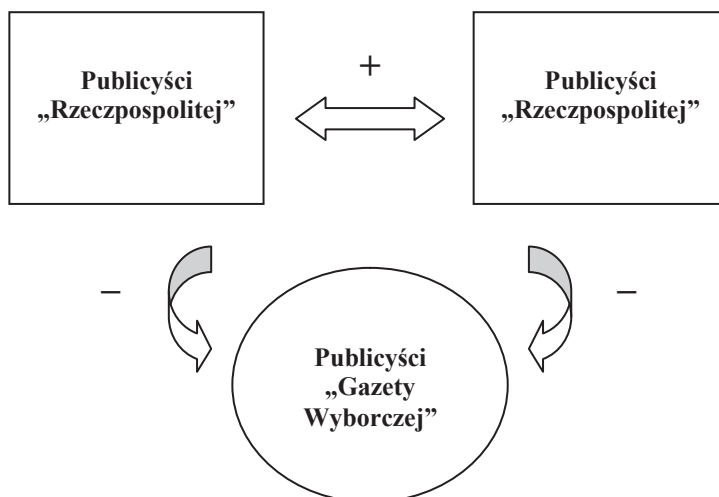 Publicyści
„Rzeczpospolitej”
+
Publicyści
„Rzeczpospolitej”
–
–
Publicyści
„Gazety
Wyborczej”